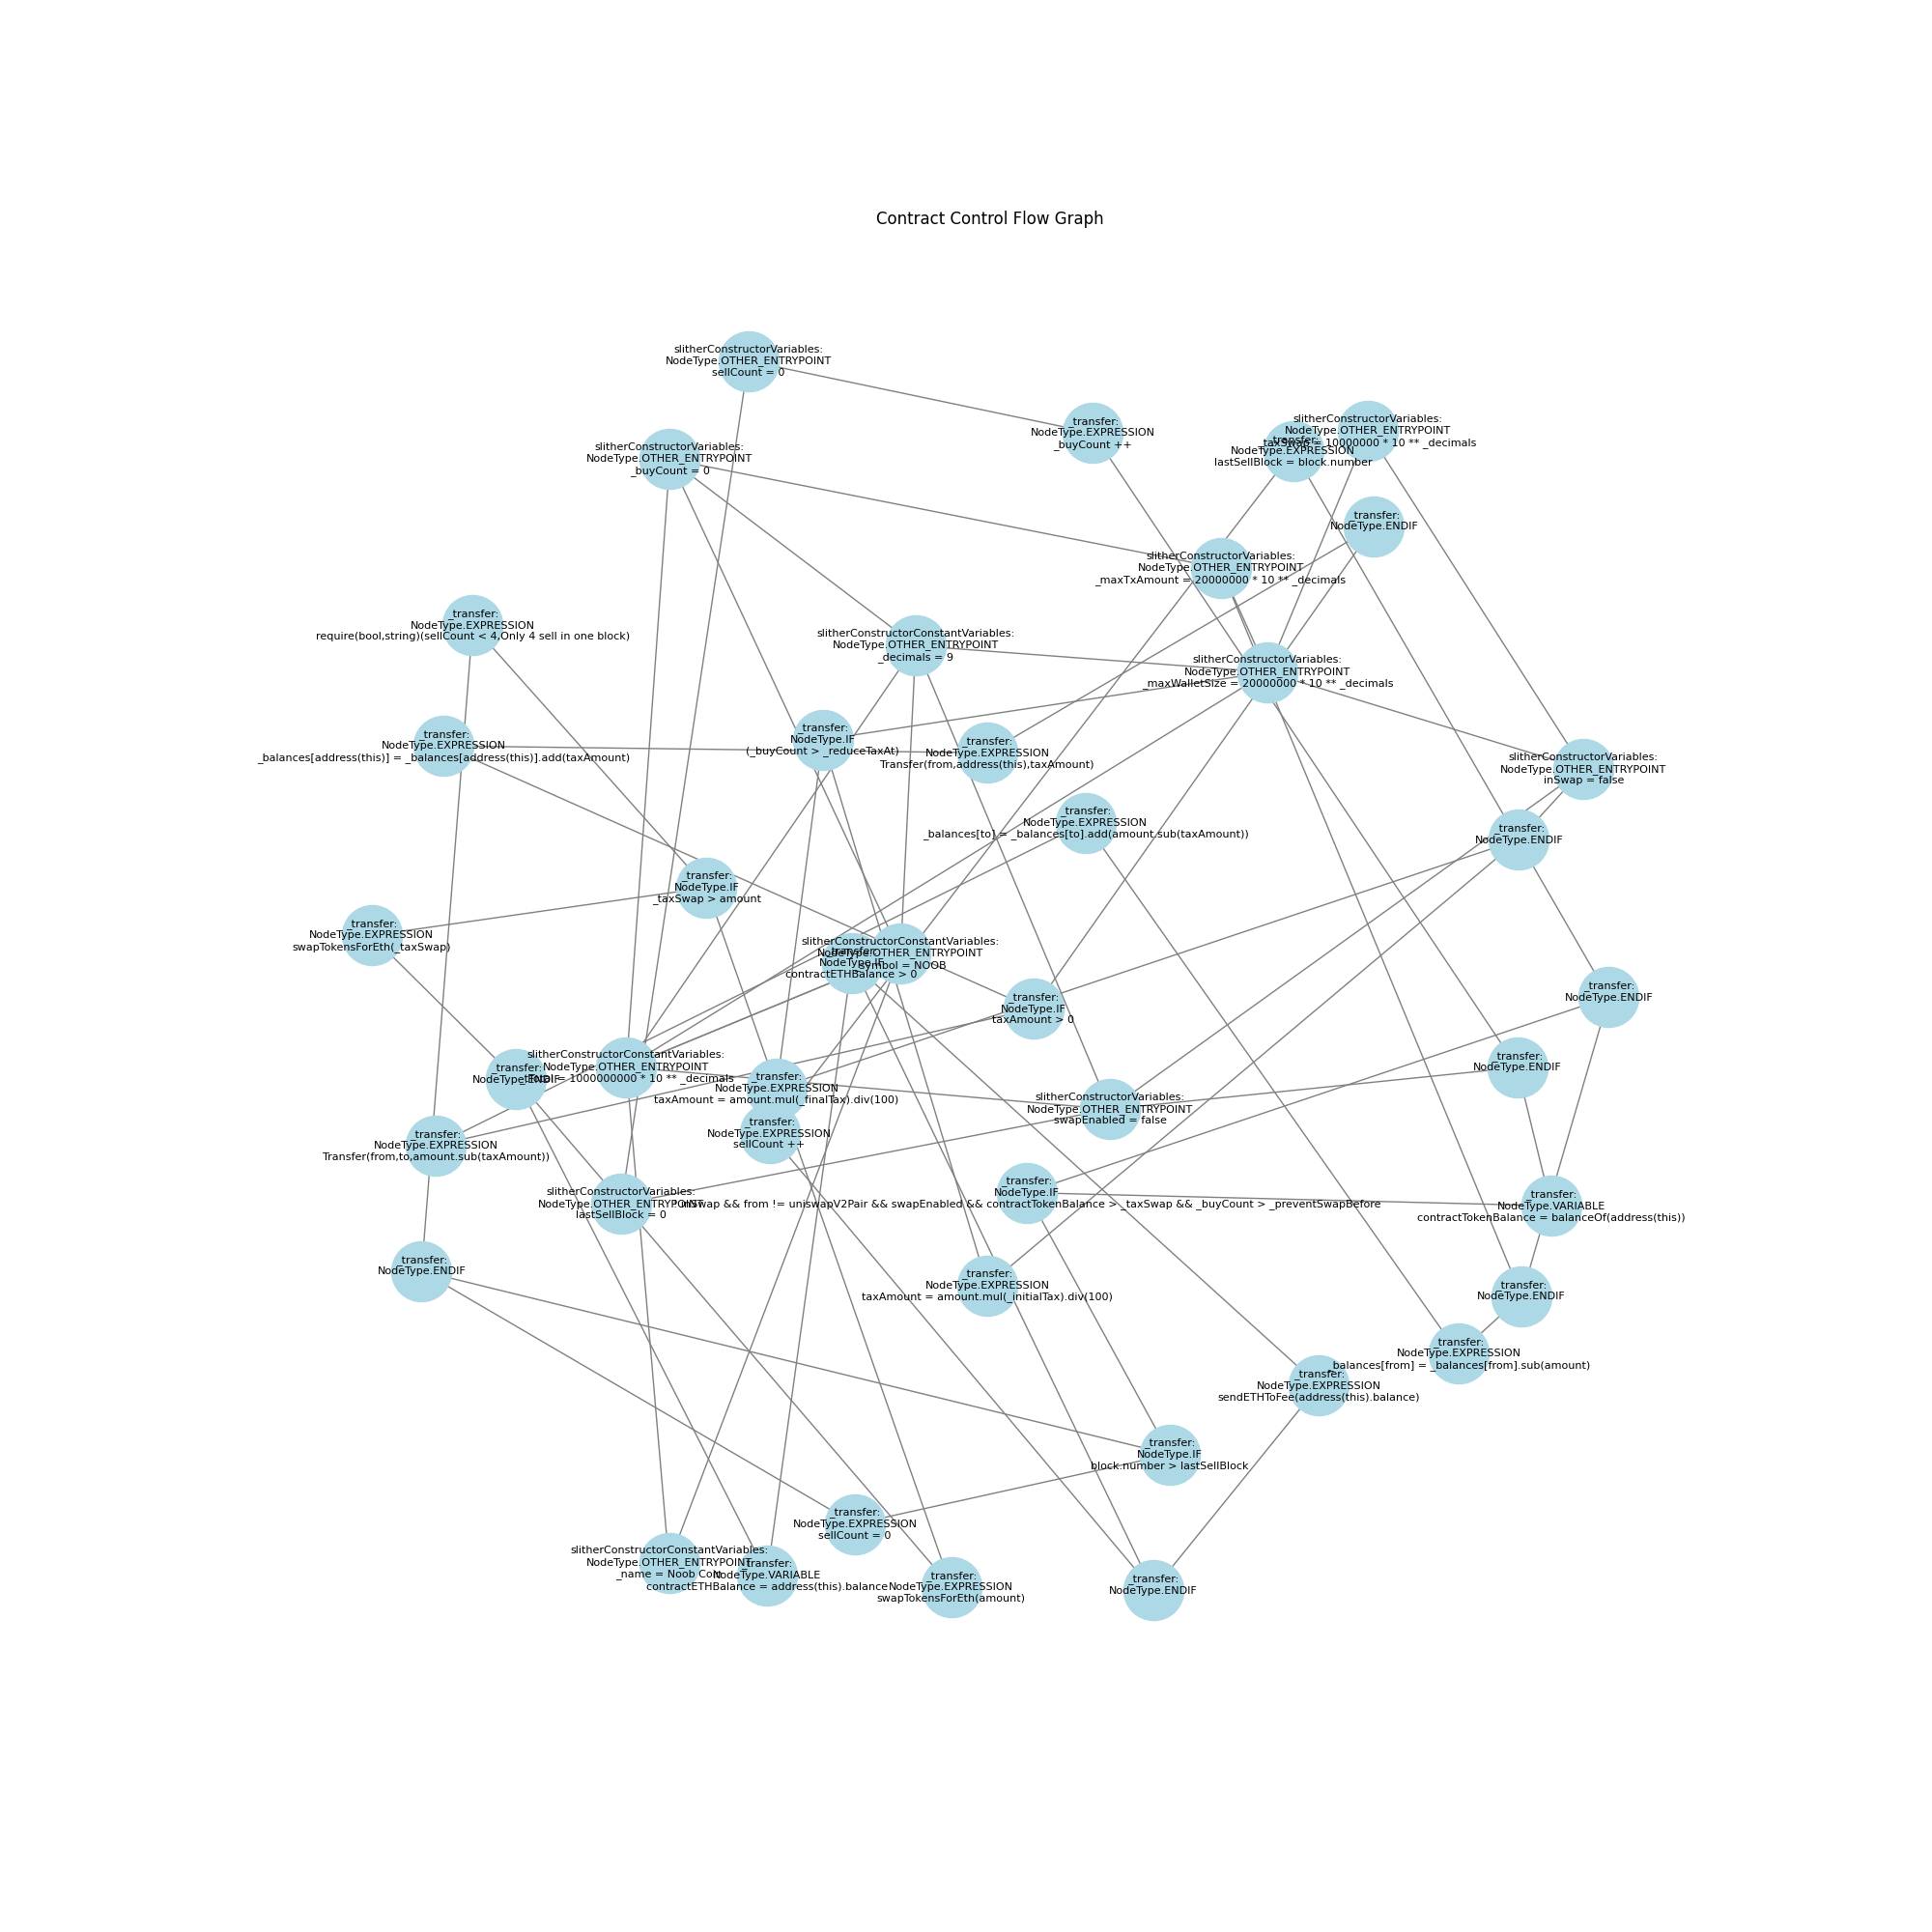 Contract Control Flow Graph
slitherConstructorVariables:
NodeType.OTHER_ENTRYPOINT
sellCount = 0
_transfer:
NodeType.EXPRESSION
_buyCount ++
slitherConstructorVariables:
NodeType.OTHER_ENTRYPOINT
_taxSwap = 10000000 * 10 ** _decimals
_transfer:
NodeType.EXPRESSION
lastSellBlock = block.number
slitherConstructorVariables:
NodeType.OTHER_ENTRYPOINT
_buyCount = 0
_transfer:
NodeType.ENDIF
slitherConstructorVariables:
NodeType.OTHER_ENTRYPOINT
_maxTxAmount = 20000000 * 10 ** _decimals
_transfer:
NodeType.EXPRESSION
require(bool,string)(sellCount < 4,Only 4 sell in one block)
slitherConstructorConstantVariables:
NodeType.OTHER_ENTRYPOINT
_decimals = 9
slitherConstructorVariables:
NodeType.OTHER_ENTRYPOINT
_maxWalletSize = 20000000 * 10 ** _decimals
_transfer:
NodeType.EXPRESSION
_balances[address(this)] = _balances[address(this)].add(taxAmount)
_transfer:
NodeType.IF
(_buyCount > _reduceTaxAt)
_transfer:
NodeType.EXPRESSION
Transfer(from,address(this),taxAmount)
slitherConstructorVariables:
NodeType.OTHER_ENTRYPOINT
inSwap = false
_transfer:
NodeType.EXPRESSION
_balances[to] = _balances[to].add(amount.sub(taxAmount))
_transfer:
NodeType.ENDIF
_transfer:
NodeType.IF
_taxSwap > amount
_transfer:
NodeType.EXPRESSION
swapTokensForEth(_taxSwap)
slitherConstructorConstantVariables:
NodeType.OTHER_ENTRYPOINT
_symbol = NOOB
_transfer:
NodeType.IF
contractETHBalance > 0
_transfer:
NodeType.IF
taxAmount > 0
_transfer:
NodeType.ENDIF
slitherConstructorConstantVariables:
NodeType.OTHER_ENTRYPOINT
= 1000000000 * 10 ** _decimals
_transfer:
NodeType.ENDIF
_transfer:
NodeType.EXPRESSION
taxAmount = amount.mul(_finalTax).div(100)
_transfer:
NodeType.ENDIF
slitherConstructorVariables:
NodeType.OTHER_ENTRYPOINT
swapEnabled = false
_transfer:
NodeType.EXPRESSION
sellCount ++
_transfer:
NodeType.EXPRESSION
Transfer(from,to,amount.sub(taxAmount))
slitherConstructorVariables:
NodeType.OTHER_ENTRYPOINT
lastSellBlock = 0
_transfer:
NodeType.IF
&& from != uniswapV2Pair && swapEnabled && contractTokenBalance > _taxSwap && _buyCount > _preventSwapBefore
_transfer:
NodeType.VARIABLE
contractTokenBalance = balanceOf(address(this))
_transfer:
NodeType.ENDIF
_transfer:
NodeType.EXPRESSION
taxAmount = amount.mul(_initialTax).div(100)
_transfer:
NodeType.ENDIF
_transfer:
NodeType.EXPRESSION
_balances[from] = _balances[from].sub(amount)
_transfer:
NodeType.EXPRESSION
sendETHToFee(address(this).balance)
_transfer:
NodeType.IF
block.number > lastSellBlock
_transfer:
NodeType.EXPRESSION
sellCount = 0
slitherConstructorConstantVariables:
NodeType.OTHER_ENTRYPOINT
_name = Noob
_transfer:
NodeType.VARIABLE
contractETHBalance = address(this).balance
_transfer:
NodeType.EXPRESSION
swapTokensForEth(amount)
_transfer:
NodeType.ENDIF